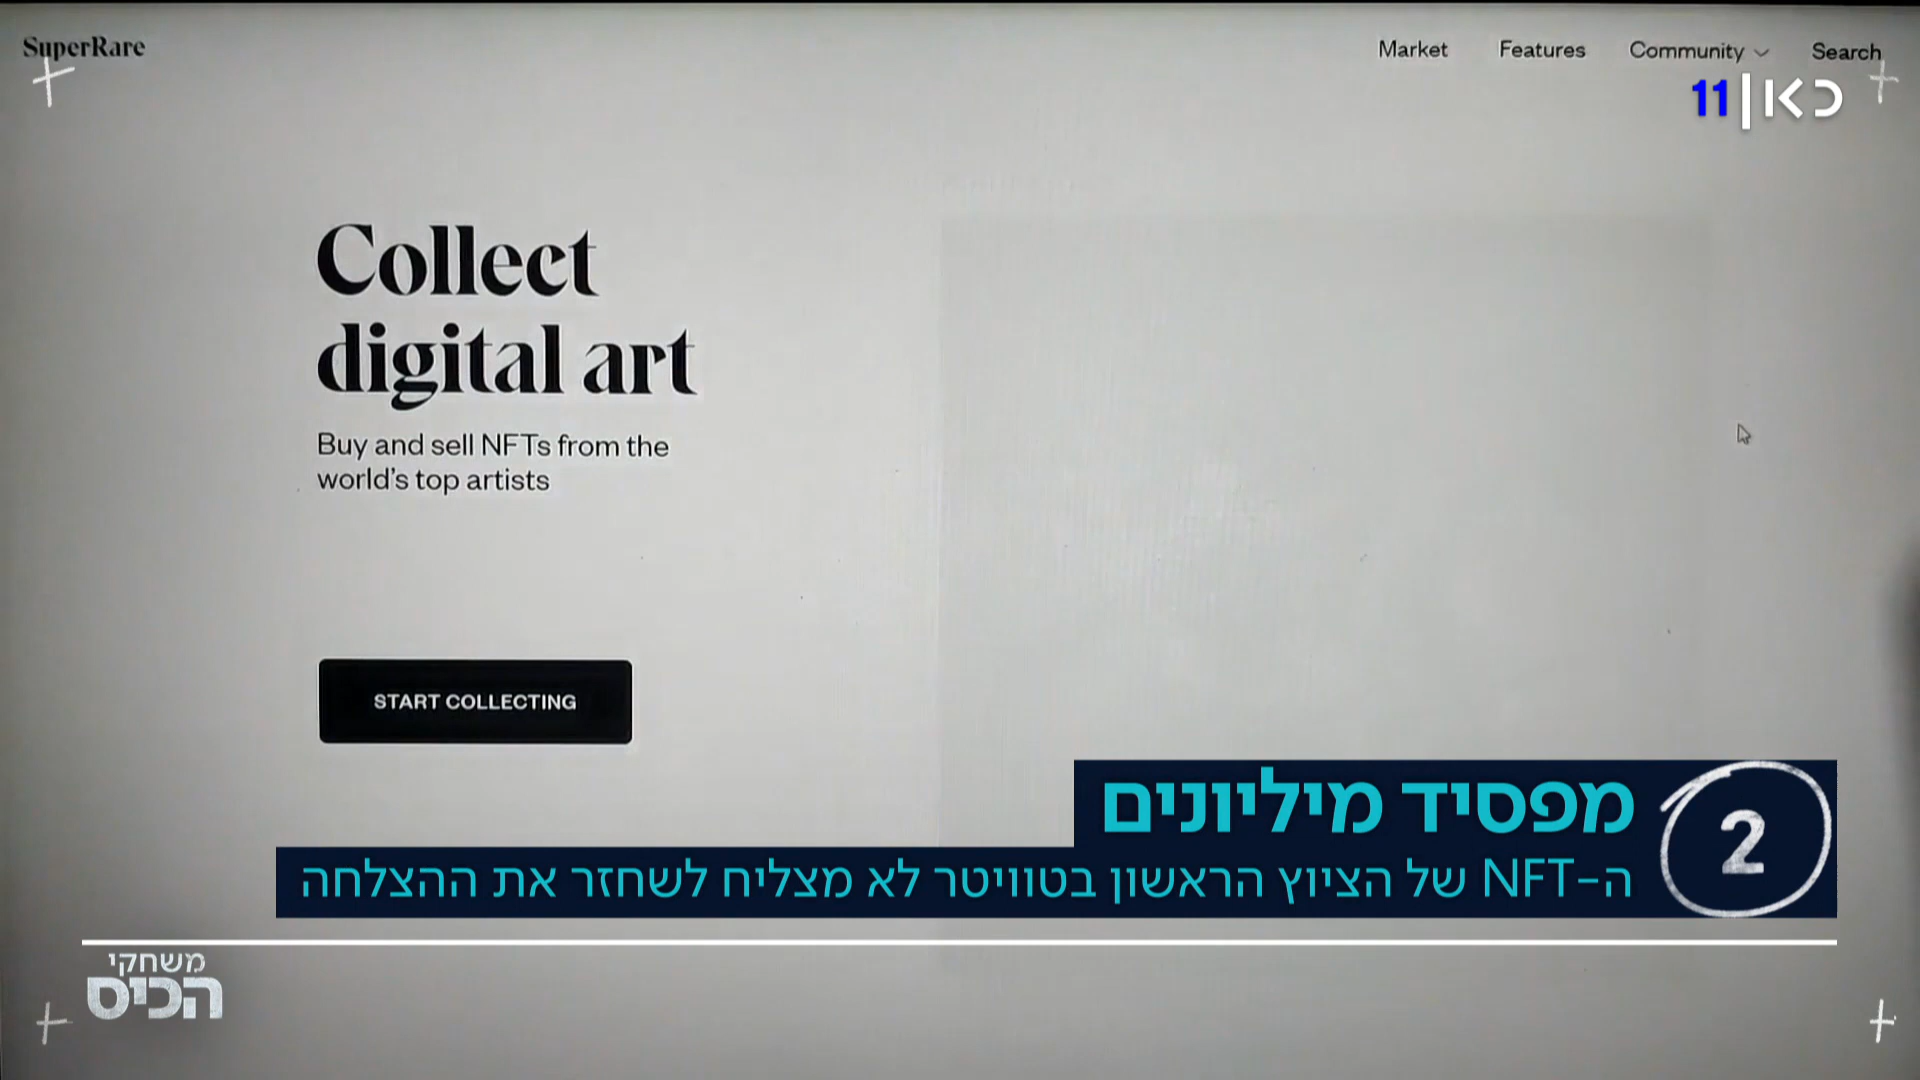 SuperRare
Market Features Community Search
כאן 11
Collect
digital art
Buy and sell NFTs from the
world's top artists
START COLLECTING
2
מפסיד מיליונים
ה-NFT של הציוץ הראשון בטוויטר לא מצליח לשחזר את ההצלחה
משחקי
הכיס